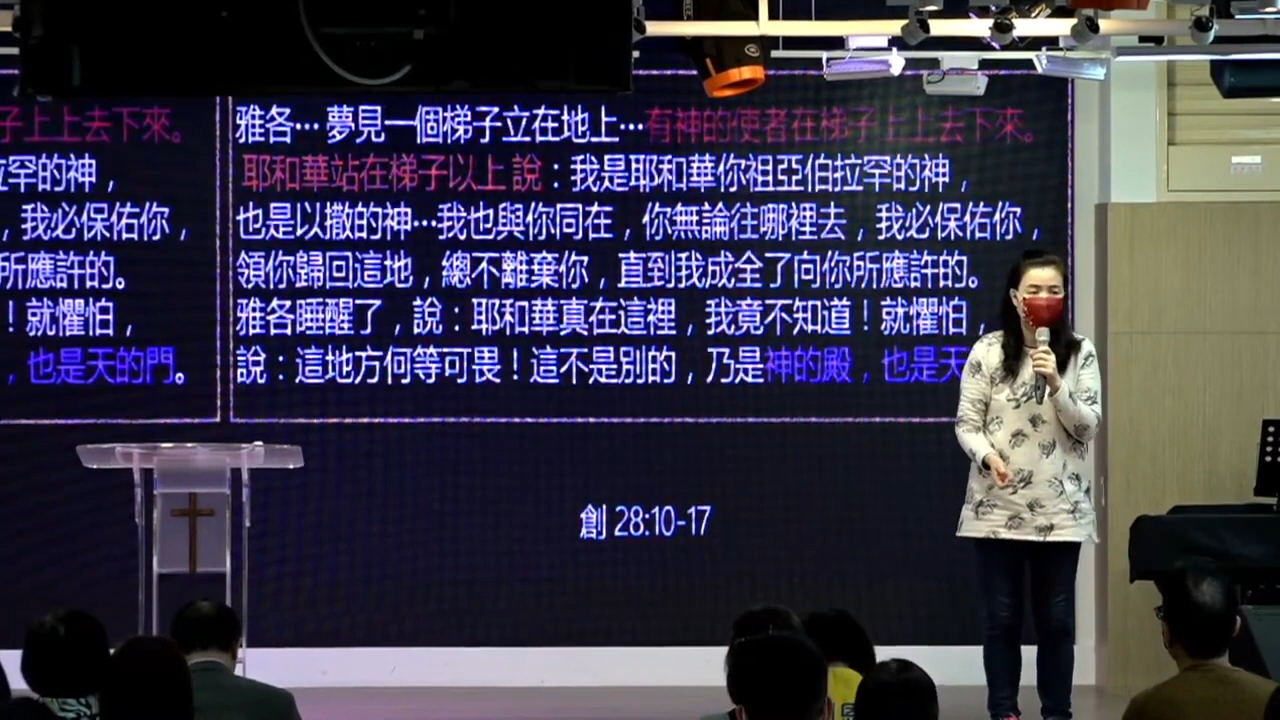 子上上去下來。
拉罕的神，
，我必保佑你，
所應許的。
！就懼怕，
，也是天的門。
雅各…夢見一個梯子立在地上…有神的使者在梯子上上去下來。
耶和華站在梯子以上 說：我是耶和華你祖亞伯拉罕的神，
也是以撒的神…我也與你同在，你無論往哪裡去，我必保佑你，
領你歸回這地，總不離棄你，直到我成全了向你所應許的。
雅各睡醒了，說：耶和華真在這裡，我竟不知道！就懼怕，
說：這地方何等可畏！這不是別的，乃是神的殿，也是天
創 28:10-17